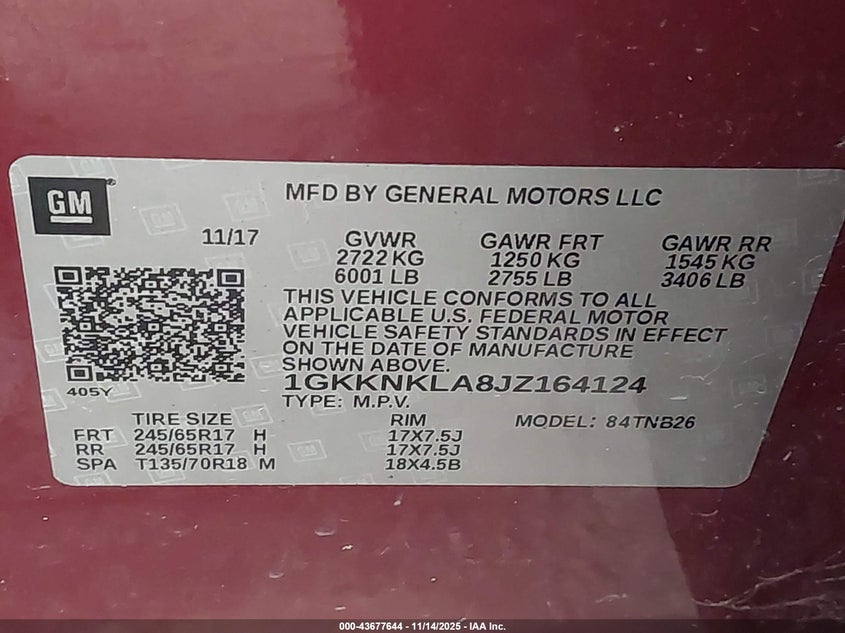 GM
MFD BY GENERAL MOTORS LLC
11/17
GVWR GAWR FRT GAWR RR
2722 KG 1250 KG 1545 KG
6001 LB 2755 LB 3406 LB
THIS VEHICLE CONFORMS TO ALL
APPLICABLE U.S. FEDERAL MOTOR
VEHICLE SAFETY STANDARDS IN EFFECT
ON THE DATE OF MANUFACTURE
SHOWN ABOVE.
405Y
1GKKNKLA8JZ164124
TYPE: M.P.V.
TIRE SIZE RIM MODEL: 84TNB26
FRT 245/65R17 H 17X7.5J
RR 245/65R17 H 17X7.5J
SPA T135/70R18 M 18X4.5B
000-43677644 - 11/14/2025 - IAA Inc.